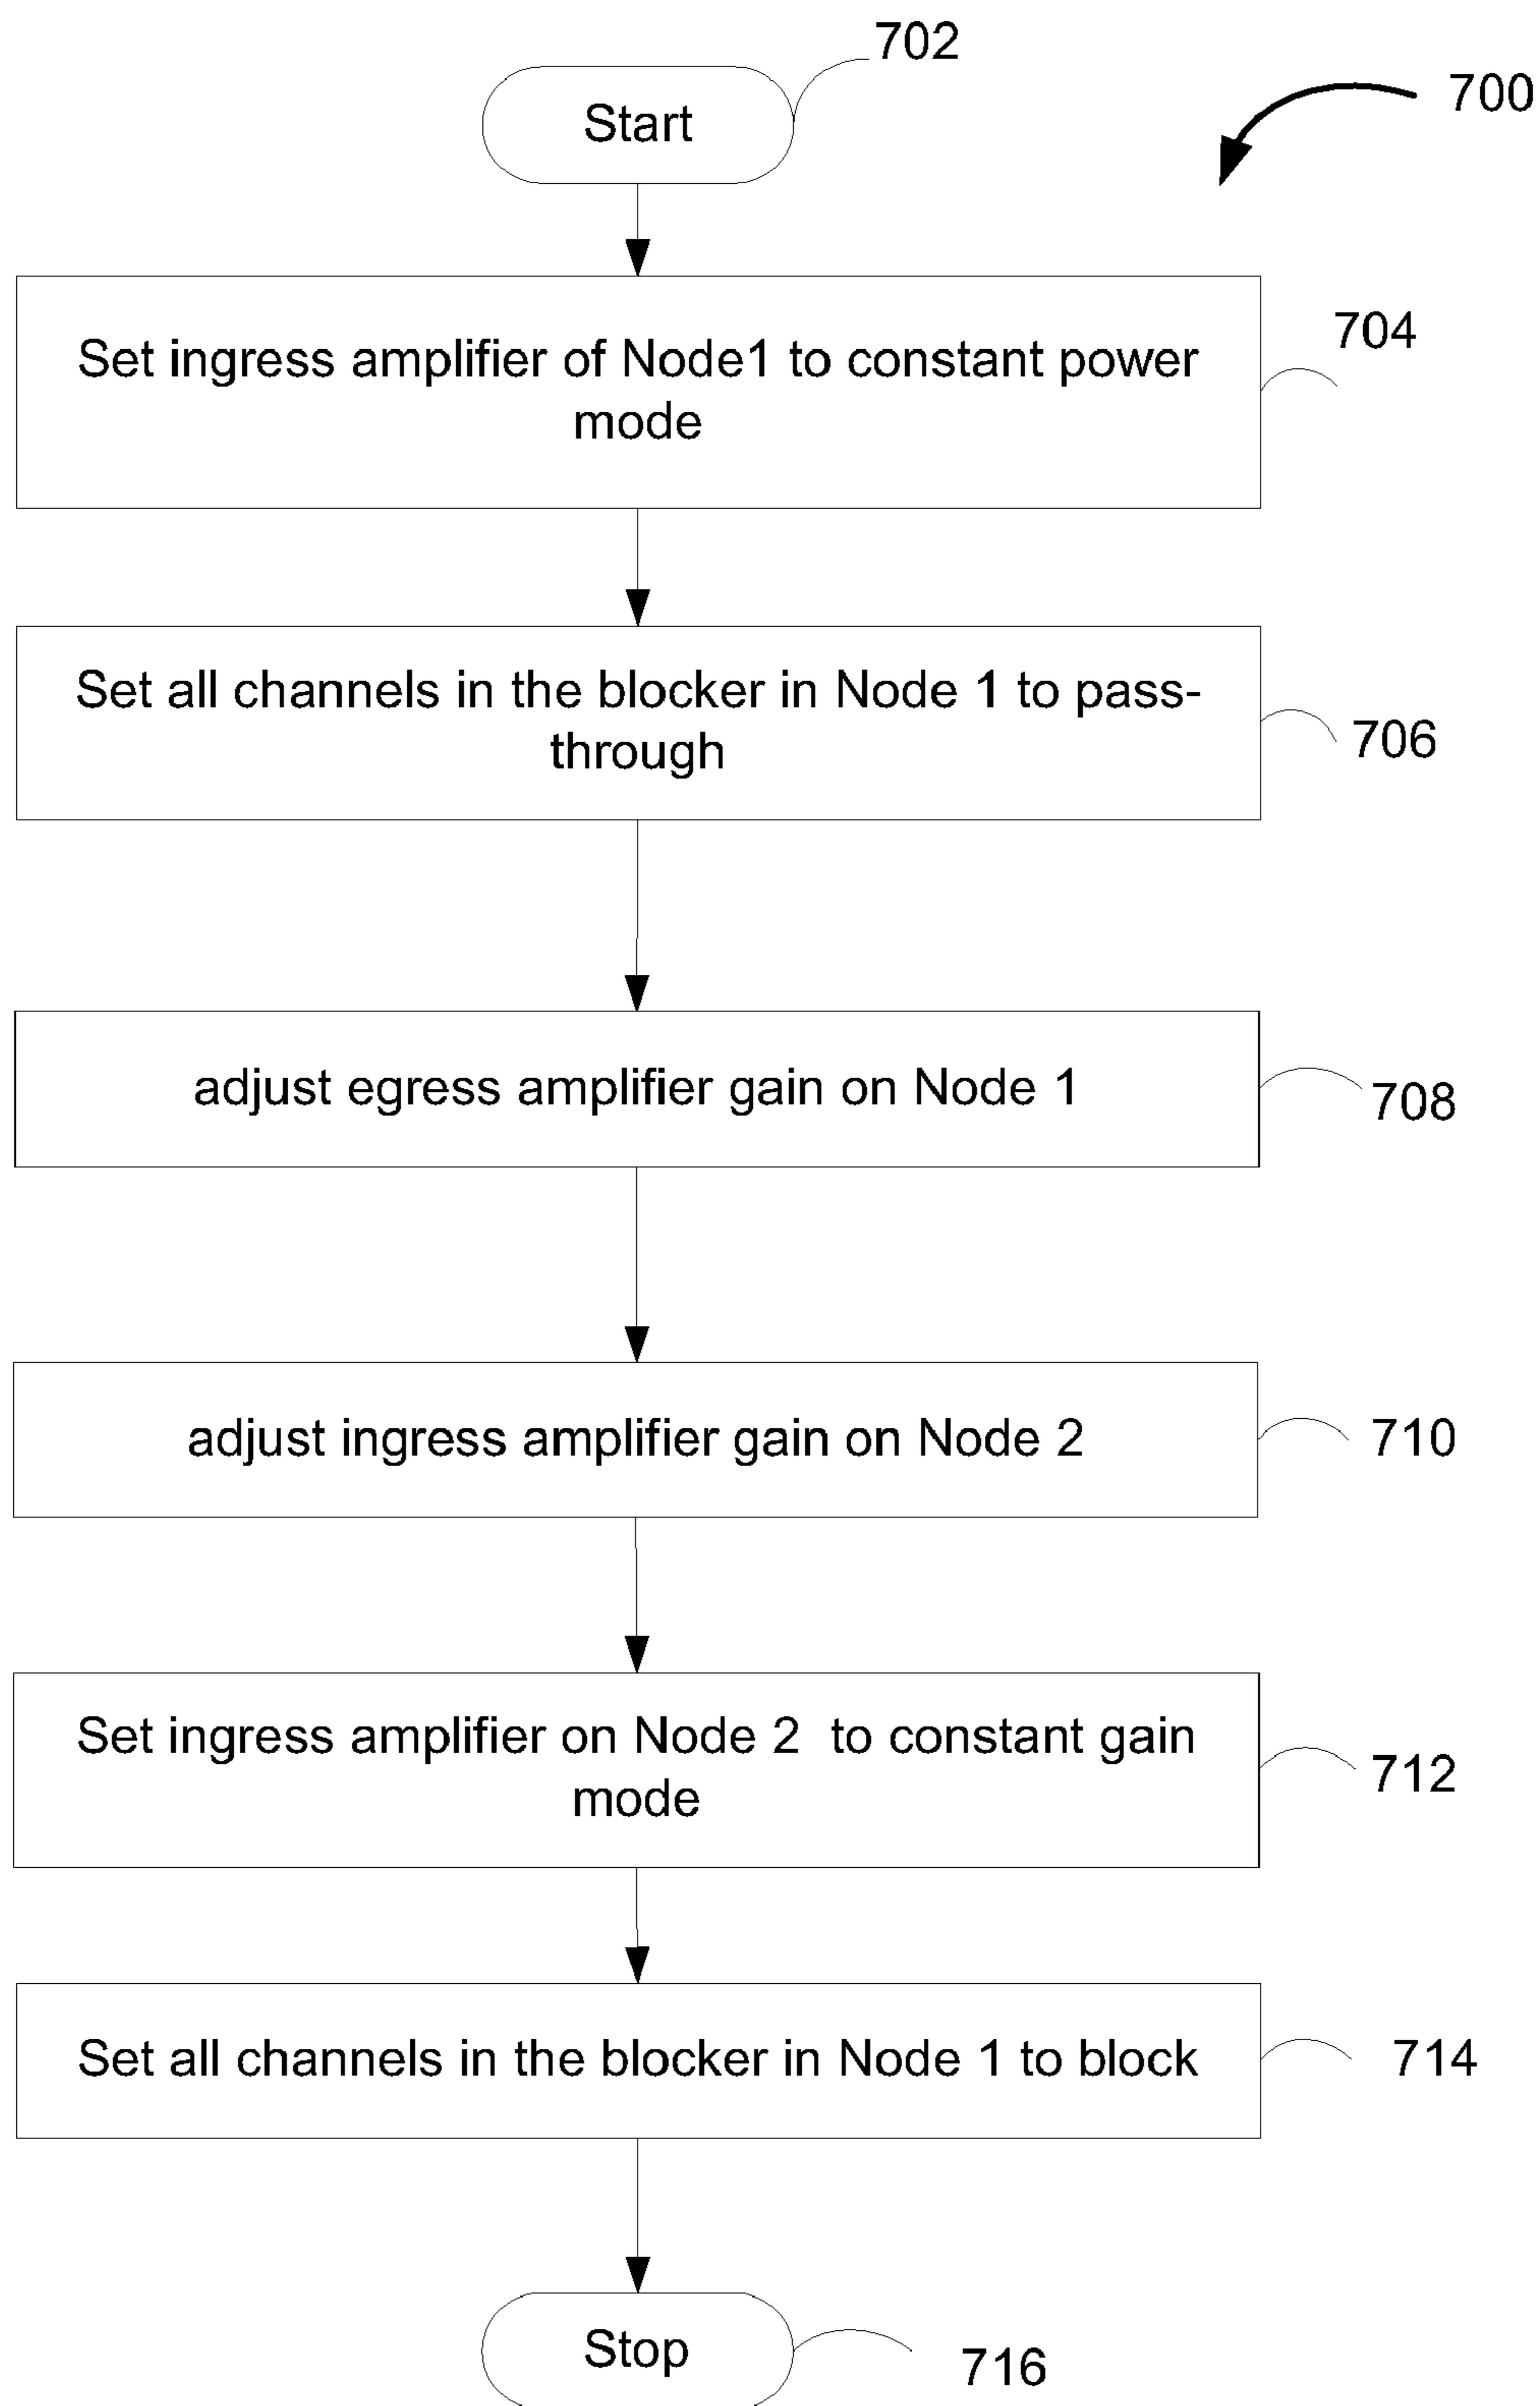 702
700
Start
Set ingress amplifier of Node1 to constant power
mode
704
Set all channels in the blocker in Node 1 to pass-
through
706
adjust egress amplifier gain on Node 1
708
adjust ingress amplifier gain on Node 2
710
Set ingress amplifier on Node 2 to constant gain
mode
712
Set all channels in the blocker in Node 1 to block
714
Stop
716